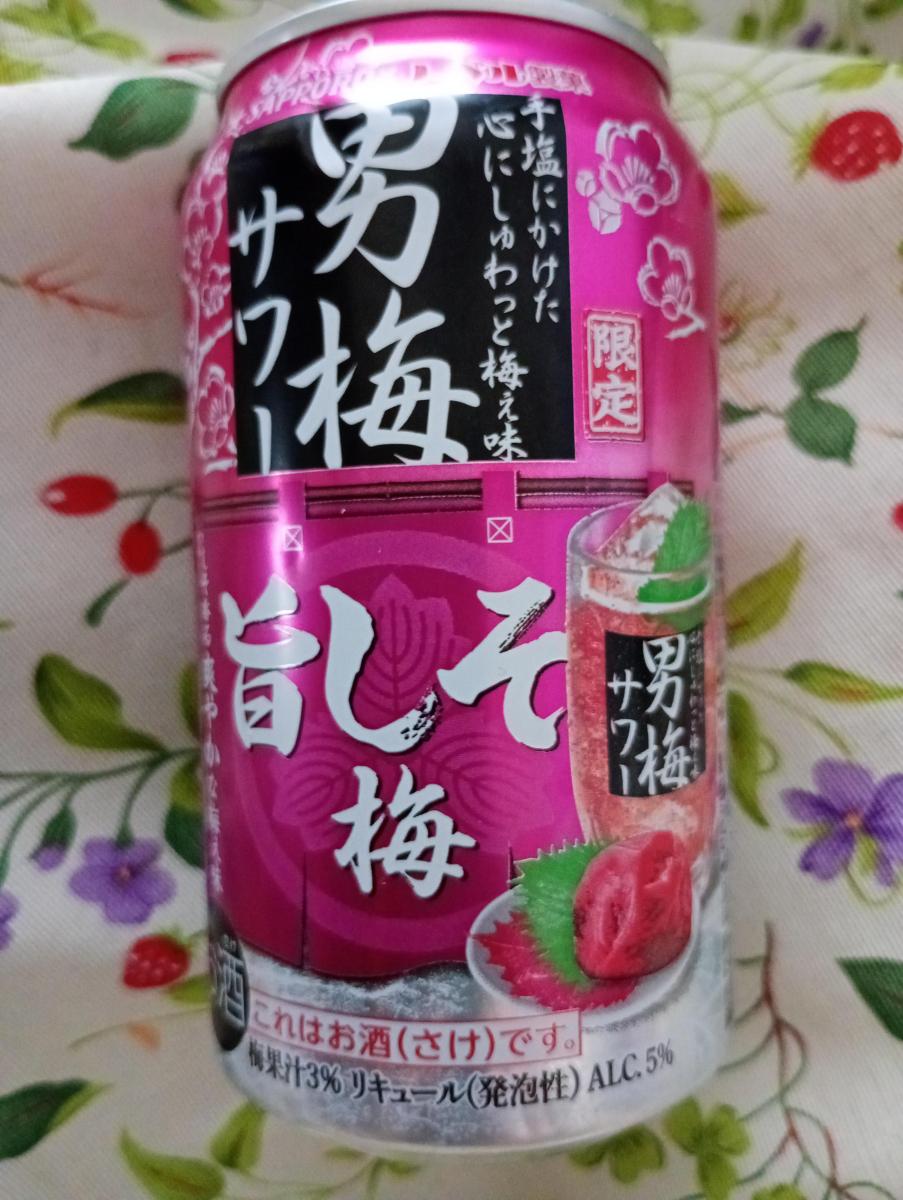 SAPPORO
手塩にかけた
心にしゅわっと梅ぇ味
男梅
サワー
限定
旨しそ
梅
男梅
サワー
酒
これはお酒(さけ)です。
梅果汁3% リキュール(発泡性) ALC.5%